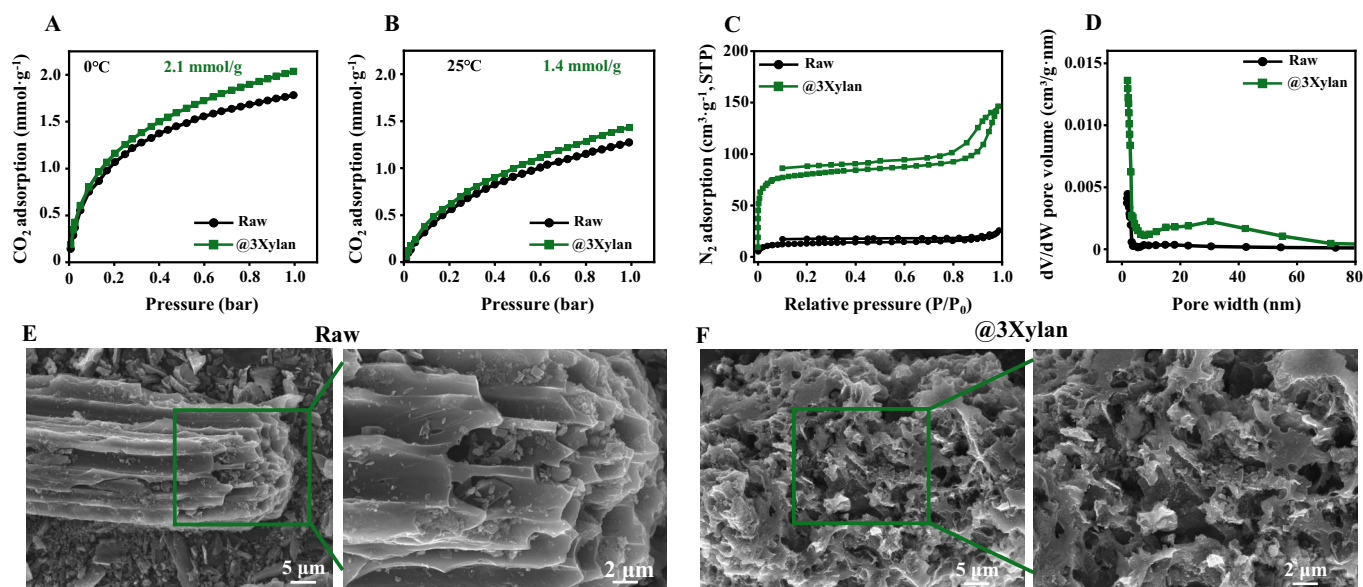 A
CO₂ adsorption (mmol·g⁻¹)
2.0
1.5
1.0
0.5
0
0°C
2.1 mmol/g
Raw
@3Xylan
0 0.2 0.4 0.6 0.8 1.0
Pressure (bar)
B
CO₂ adsorption (mmol·g⁻¹)
2.0
1.5
1.0
0.5
0
25°C
1.4 mmol/g
Raw
@3Xylan
0 0.2 0.4 0.6 0.8 1.0
Pressure (bar)
C
N₂ adsorption (cm³·g⁻¹, STP)
200
150
100
50
0
Raw
@3Xylan
0 0.2 0.4 0.6 0.8 1.0
Relative pressure (P/P₀)
D
dV/dW pore volume (cm³/g·nm)
0.015
0.010
0.005
0
Raw
@3Xylan
0 20 40 60 80
Pore width (nm)
E
Raw
5 μm
2 μm
F
@3Xylan
5 μm
2 μm